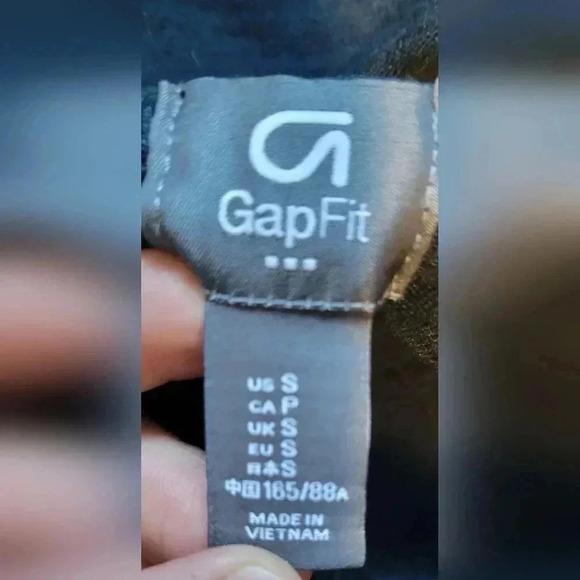 GapFit
US S
CA P
UK S
EU S
日本 S
中国 165/88A
MADE IN
VIETNAM